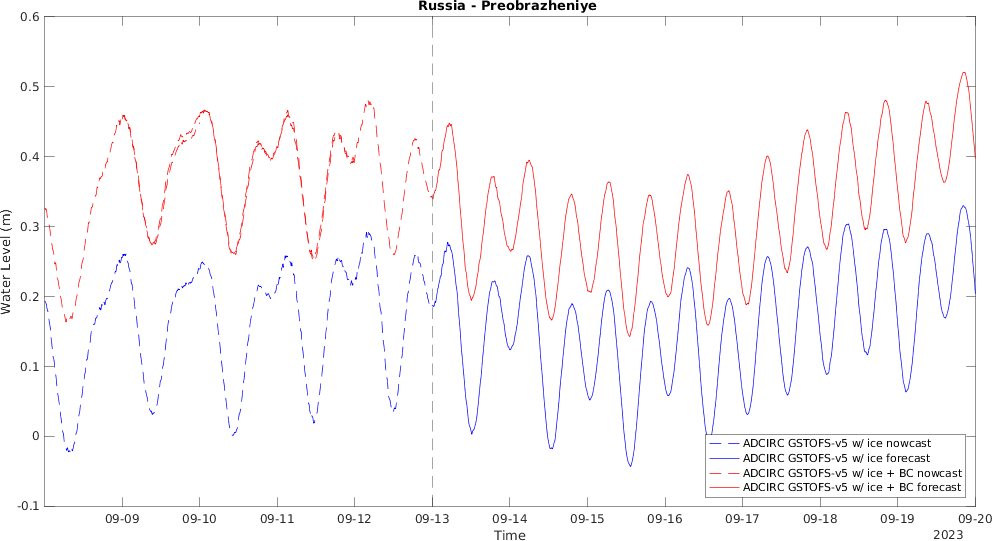 Russia - Preobrazheniye
Water Level (m)
0.6
0.5
0.4
0.3
0.2
0.1
0
-0.1
ADCIRC GSTOFS-v5 w/ ice nowcast
ADCIRC GSTOFS-v5 w/ ice forecast
ADCIRC GSTOFS-v5 w/ ice + BC nowcast
ADCIRC GSTOFS-v5 w/ ice + BC forecast
09-09 09-10 09-11 09-12 09-13 09-14 09-15 09-16 09-17 09-18 09-19 09-20
Time
2023